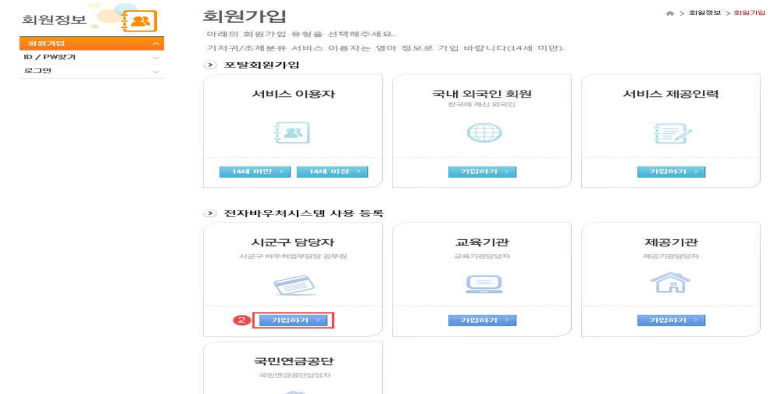 회원정보
회원가입
ID / PW찾기
로그인
회원가입
> 회원정보 > 회원가입
아래의 회원가입 유형을 선택해주세요.
기저귀/조제분유 서비스 이용자는 영아 정보로 가입 바랍니다(14세 미만).
포탈회원가입
서비스 이용자
14세 미만 >
14세 이상 >
국내 외국인 회원
한국에 계신 외국인
가입하기 >
서비스 제공인력
가입하기 >
전자바우처시스템 사용 등록
시군구 담당자
시군구 바우처업무담당 공무원
2 가입하기 >
교육기관
교육기관담당자
가입하기 >
제공기관
제공기관담당자
가입하기 >
국민연금공단
국민연금공단담당자